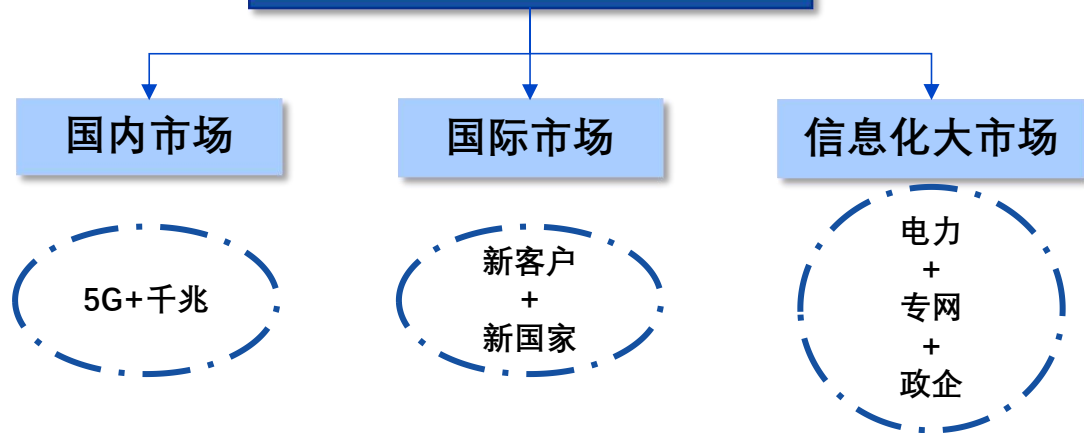 国内市场
国际市场
信息化大市场
5G+千兆
新客户
+
新国家
电力
+
专网
+
政企